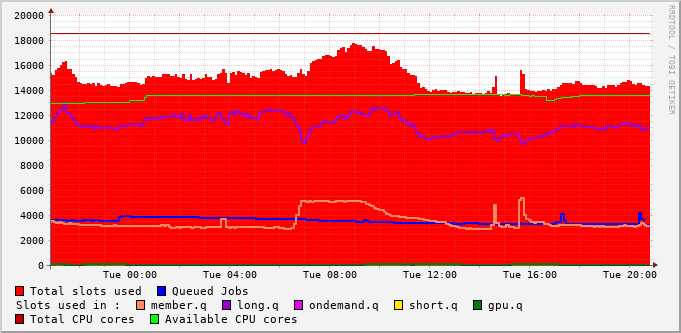 20000
18000
16000
14000
12000
10000
8000
6000
4000
2000
0
Tue 00:00 Tue 04:00 Tue 08:00 Tue 12:00 Tue 16:00 Tue 20:00
Total slots used Queued Jobs
Slots used in : member.q long.q ondemand.q short.q gpu.q
Total CPU cores Available CPU cores
RRDTOOL / TOBI OETIKER